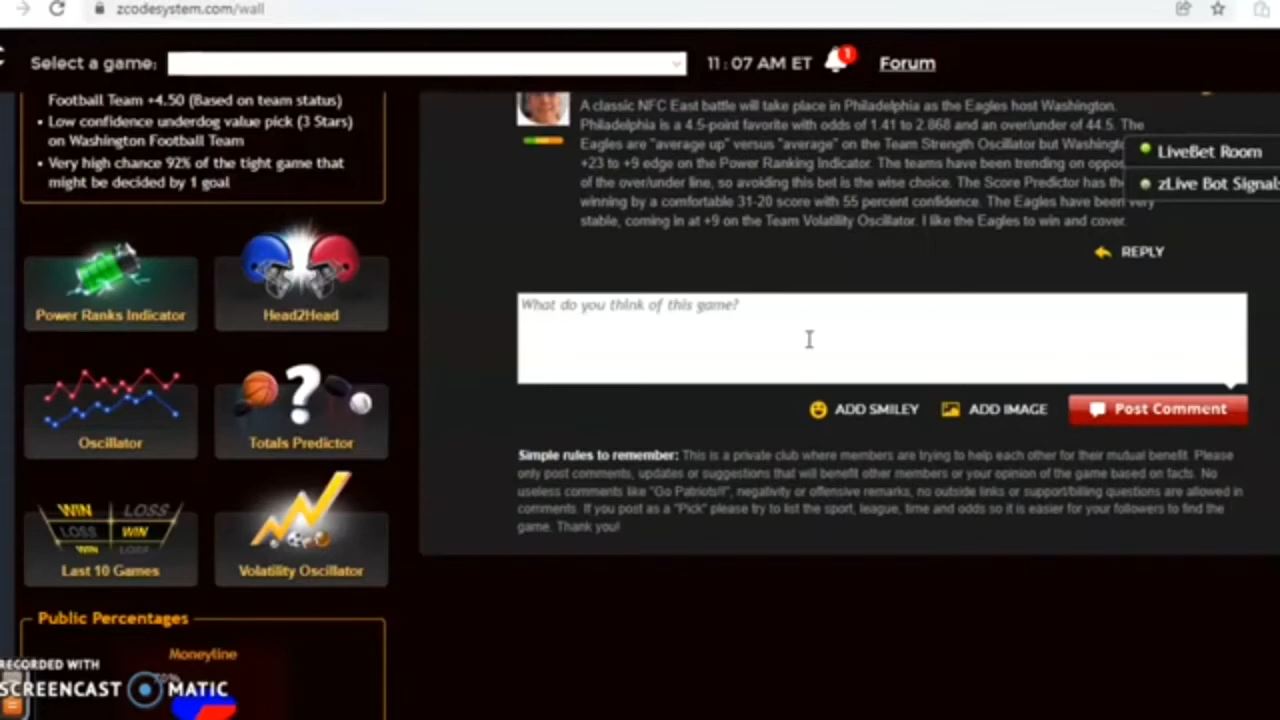 zcodesystem.com/wall
Select a game:
11:07 AM ET
1
Forum
Football Team +4.50 (Based on team status)
• Low confidence underdog value pick (3 Stars)
on Washington Football Team
• Very high chance 92% of the tight game that
might be decided by 1 goal
Power Ranks Indicator
Head2Head
Oscillator
?
Totals Predictor
WIN LOSS
LOSS WIN
WIN LOSS
Last 10 Games
Volatility Oscillator
Public Percentages
Moneyline
RECORDED WITH
SCREENCAST MATIC
A classic NFC East battle will take place in Philadelphia as the Eagles host Washington.
Philadelphia is a 4.5-point favorite with odds of 1.41 to 2.868 and an over/under of 44.5. The
Eagles are "average up" versus "average" on the Team Strength Oscillator but
+23 to +9 edge on the Power Ranking Indicator. The teams have been trending on
of the over/under line, so avoiding this bet is the wise choice. The Score Predictor has
winning by a comfortable 31-20 score with 55 percent confidence. The Eagles have been very
stable, coming in at +9 on the Team Volatility Oscillator. I like the Eagles to win and cover.
LiveBet Room
zLive Bot Signals
REPLY
What do you think of this game?
ADD SMILEY
ADD IMAGE
Post Comment
Simple rules to remember: This is a private club where members are trying to help each other for their mutual benefit. Please
only post comments, updates or suggestions that will benefit other members or your opinion of the game based on facts. No
useless comments like "Go Patriots!!", negativity or offensive remarks, no outside links or support/billing questions are allowed in
comments. If you post as a "Pick" please try to list the sport, league, time and odds so it is easier for your followers to find the
game. Thank you!